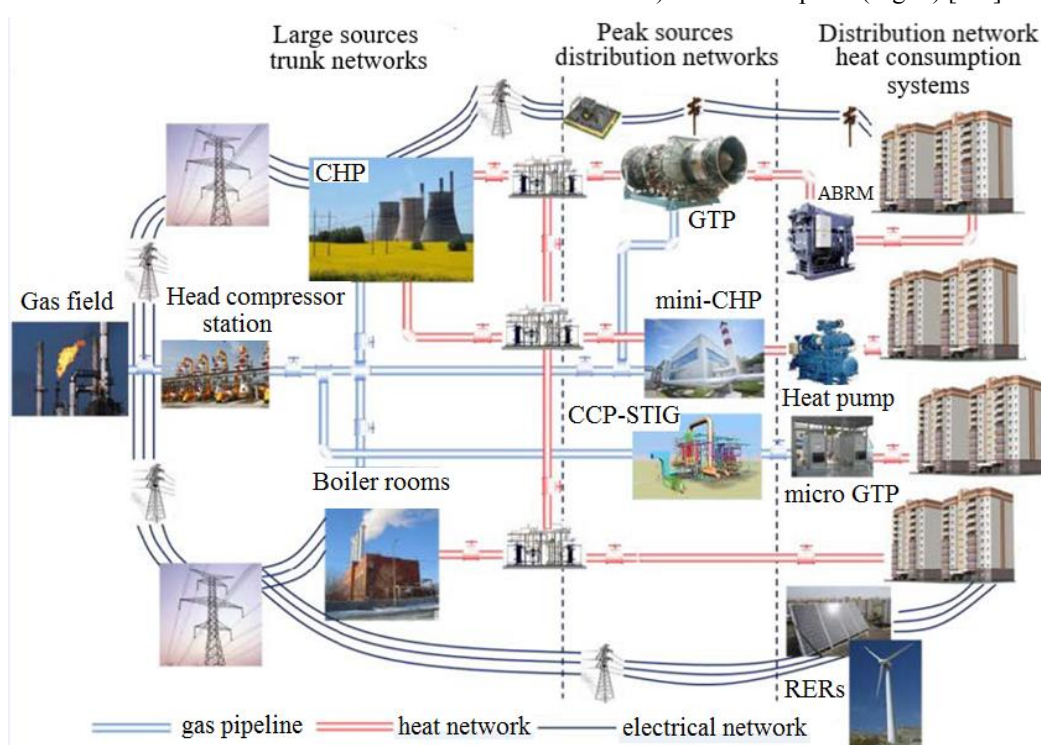 Large sources
trunk networks
Peak sources
distribution networks
Distribution network
heat consumption
systems
CHP
GTP
ABRM
Gas field
Head compressor
station
mini-CHP
CCP-STIG
Heat pump
Boiler rooms
micro GTP
RERs
gas pipeline
heat network
electrical network